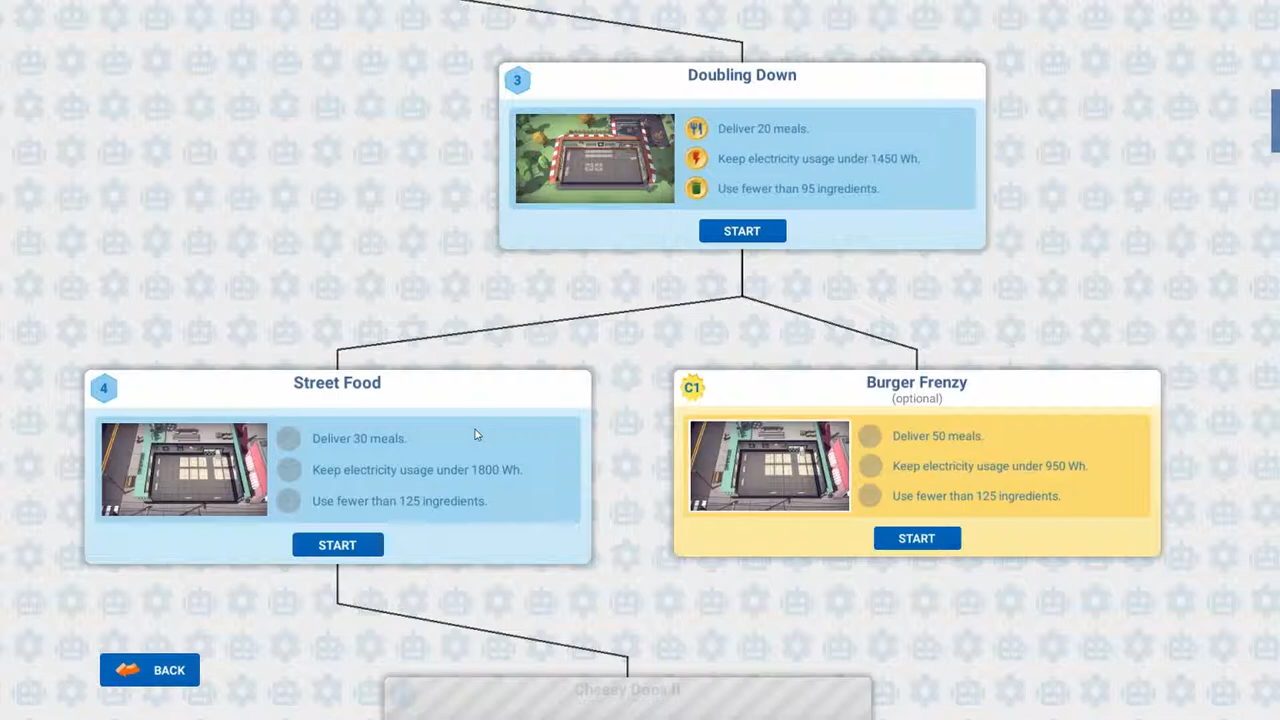 3
Doubling Down
Deliver 20 meals.
Keep electricity usage under 1450 Wh.
Use fewer than 95 ingredients.
START
4
Street Food
Deliver 30 meals.
Keep electricity usage under 1800 Wh.
Use fewer than 125 ingredients.
START
C1
Burger Frenzy
(optional)
Deliver 50 meals.
Keep electricity usage under 950 Wh.
Use fewer than 125 ingredients.
START
BACK